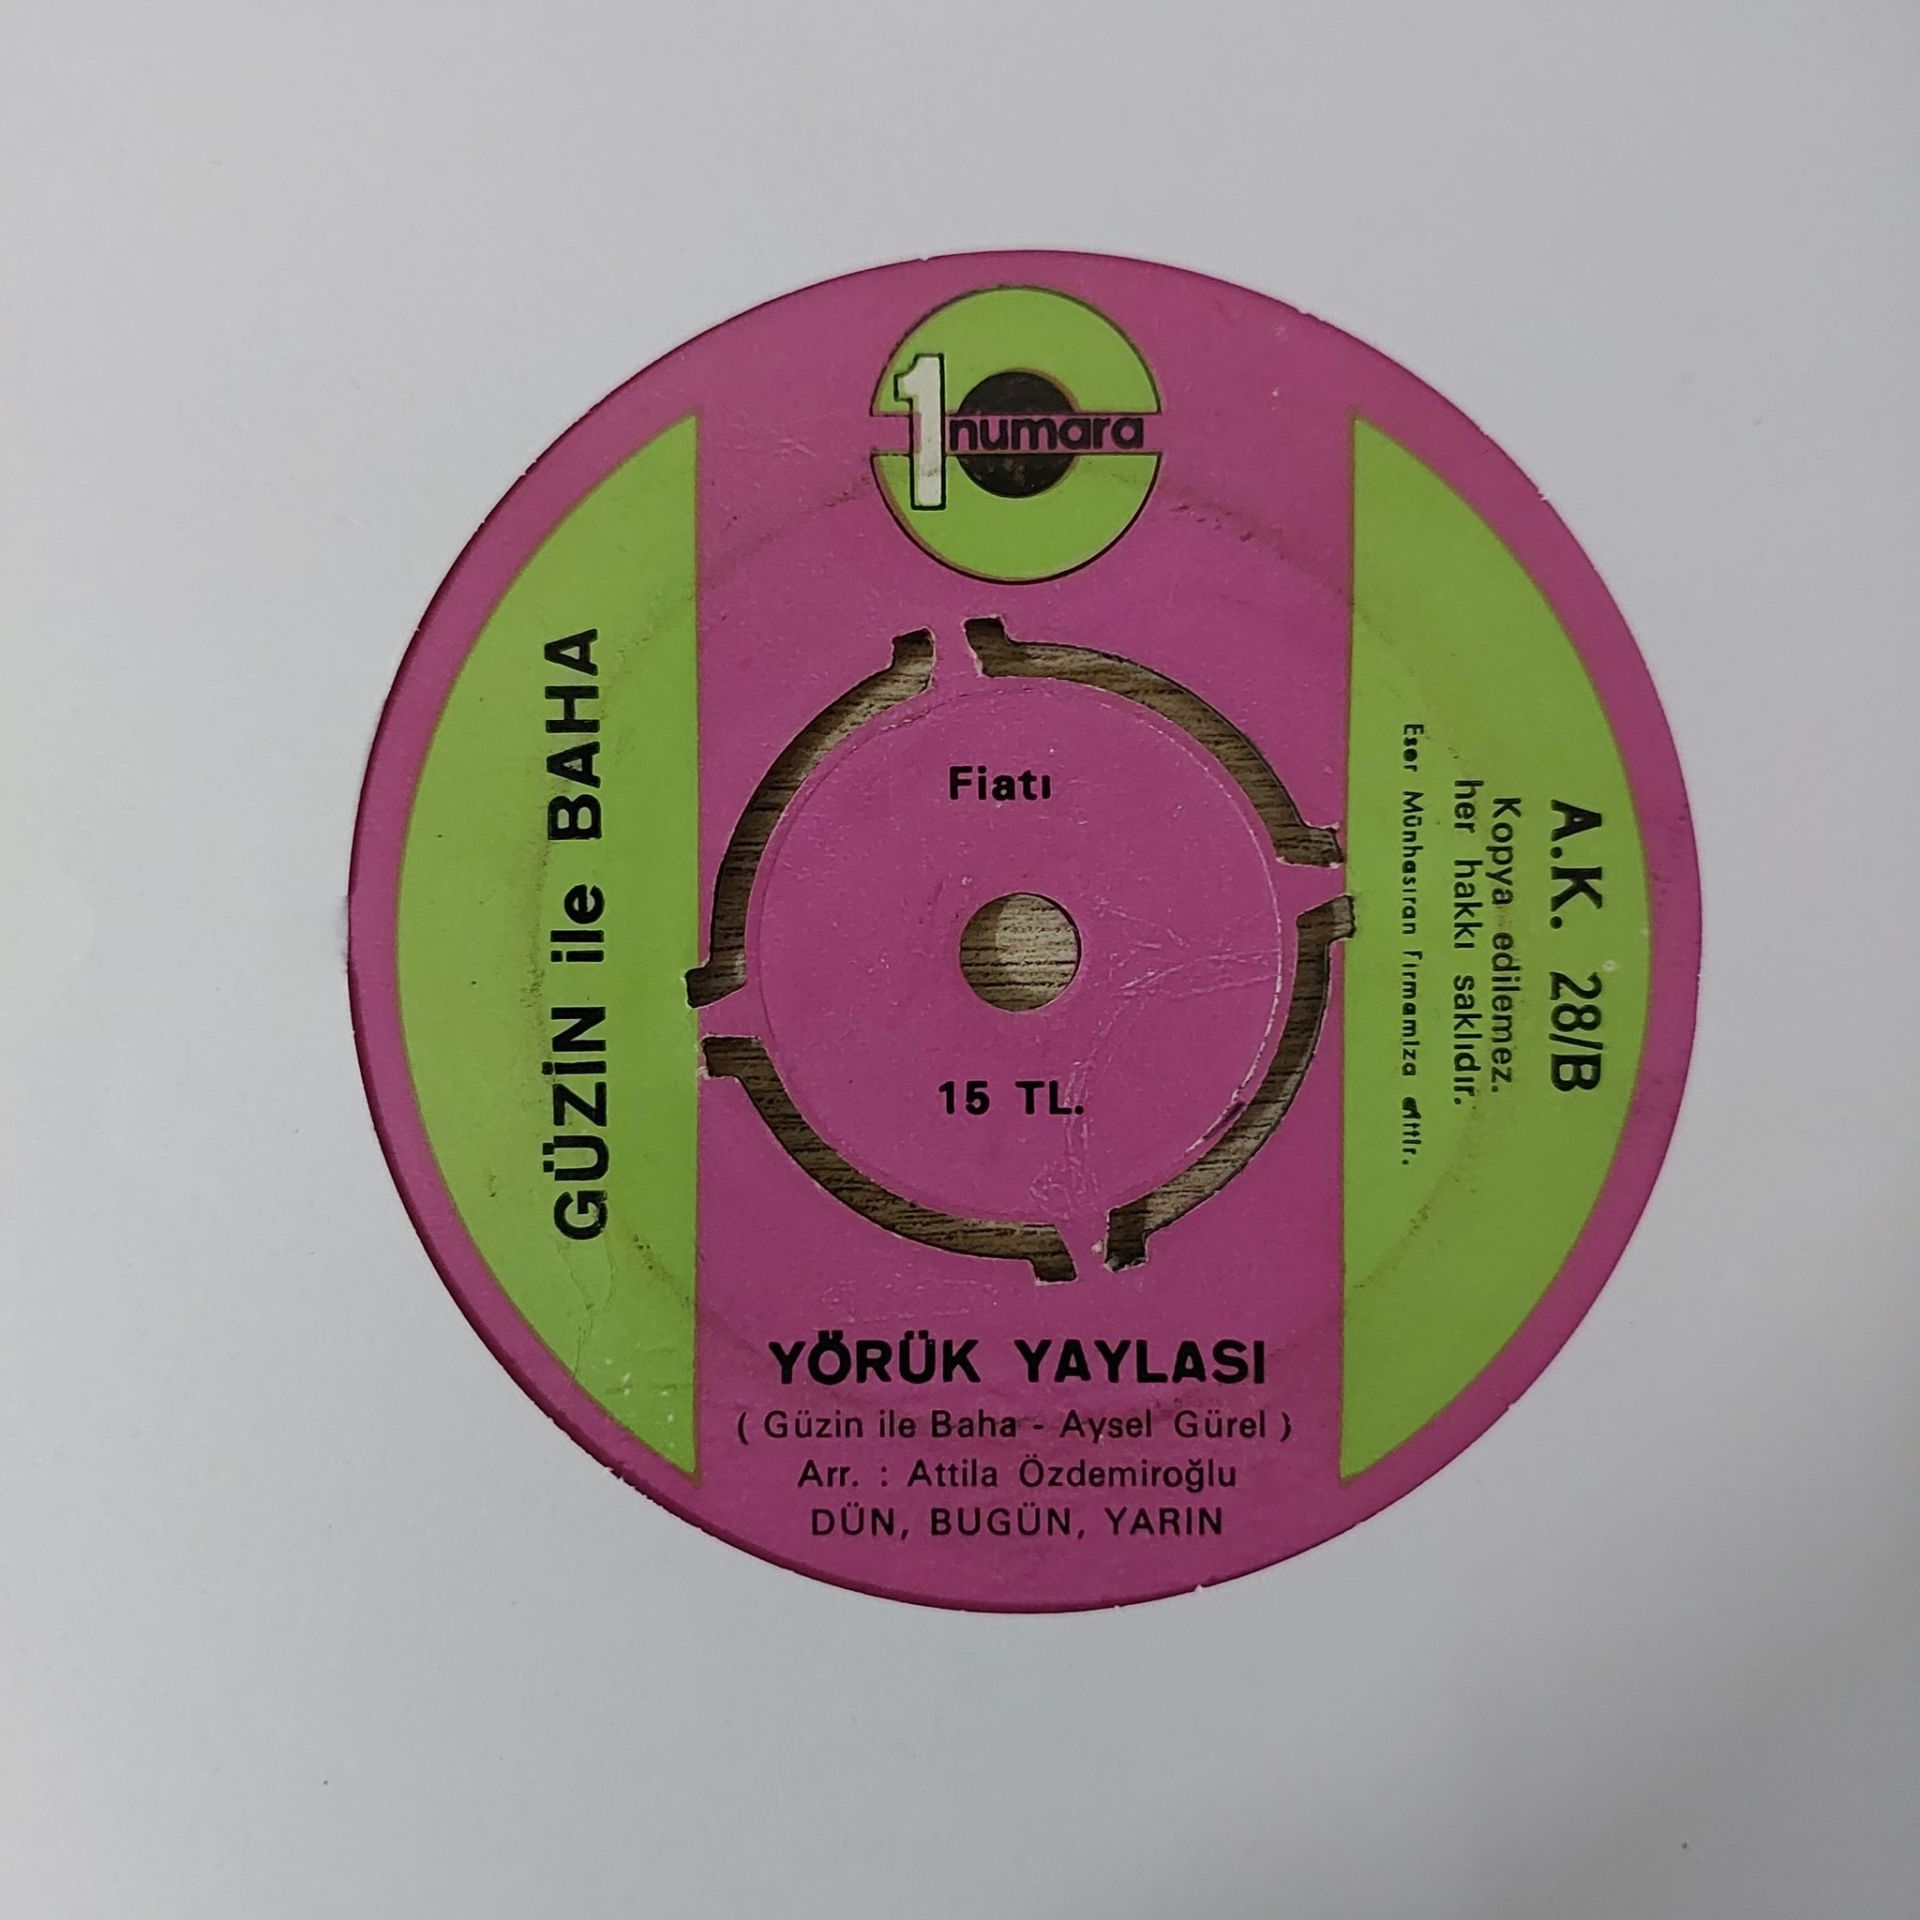 1 numara
GÜZİN ile BAHA
Fiatı
15 TL.
A.K. 28/B
Kopya edilemez.
her hakkı saklıdır.
Eser Münhasıran Firmamıza Aittir.
YÖRÜK YAYLASI
( Güzin ile Baha - Aysel Gürel )
Arr. : Attila Özdemiroğlu
DÜN, BUGÜN, YARIN